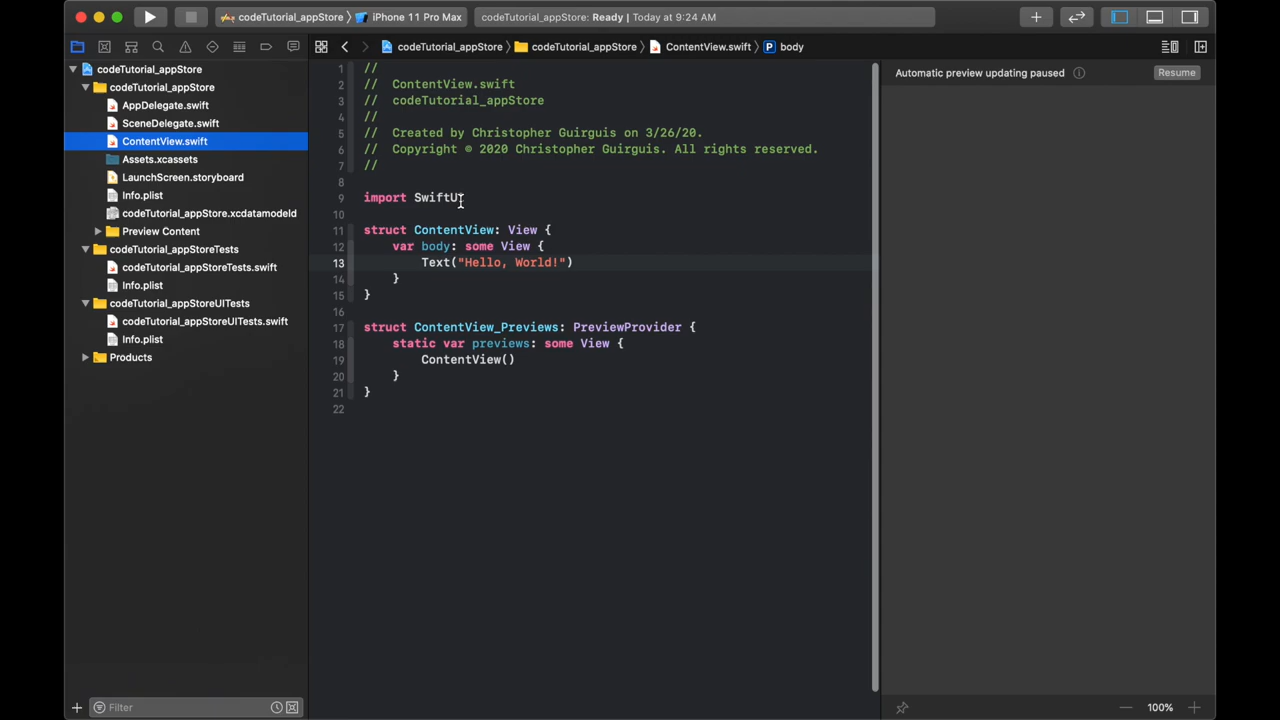 codeTutorial_appStore 〉 iPhone 11 Pro Max
codeTutorial_appStore: Ready | Today at 9:24 AM
codeTutorial_appStore 〉 codeTutorial_appStore 〉 ContentView.swift 〉 P body
codeTutorial_appStore
codeTutorial_appStore
AppDelegate.swift
SceneDelegate.swift
ContentView.swift
Assets.xcassets
LaunchScreen.storyboard
Info.plist
codeTutorial_appStore.xcdatamodeld
Preview Content
codeTutorial_appStoreTests
codeTutorial_appStoreTests.swift
Info.plist
codeTutorial_appStoreUITests
codeTutorial_appStoreUITests.swift
Info.plist
Products
Filter
1 //
2 //  ContentView.swift
3 //  codeTutorial_appStore
4 //
5 //  Created by Christopher Guirguis on 3/26/20.
6 //  Copyright © 2020 Christopher Guirguis. All rights reserved.
7 //
8
9 import SwiftUI
10
11 struct ContentView: View {
12     var body: some View {
13         Text("Hello, World!")
14     }
15 }
16
17 struct ContentView_Previews: PreviewProvider {
18     static var previews: some View {
19         ContentView()
20     }
21 }
22
Automatic preview updating paused
Resume
100%